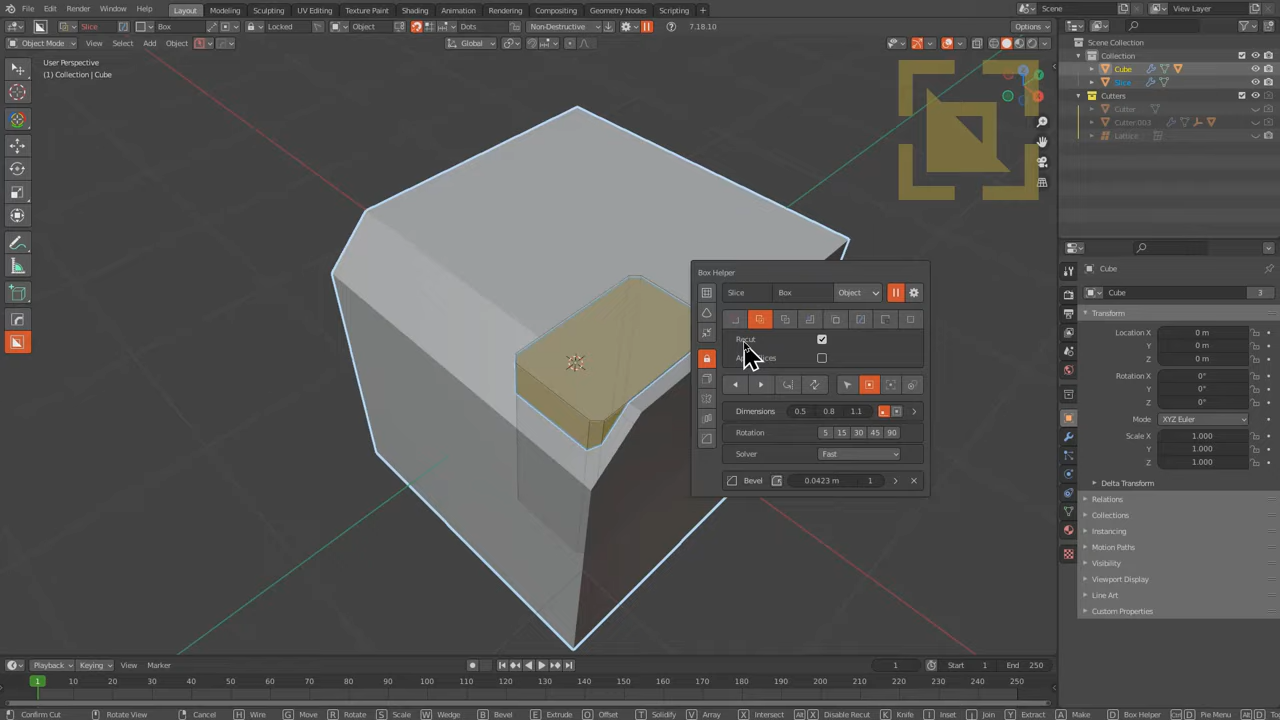 File Edit Render Window Help Layout Modeling Sculpting UV Editing Texture Paint Shading Animation Rendering Compositing Geometry Nodes Scripting + Scene View Layer
Slice Box Locked Object Dots Non-Destructive 7.18.10 Options
Object Mode View Select Add Object Global
User Perspective
(1) Collection | Cube
Scene Collection
Collection
Cube
Slice
Cutters
Cutter
Cutter.003
Lattice
Cube
Cube 3
Transform
Location X 0 m
Y 0 m
Z 0 m
Rotation X 0°
Y 0°
Z 0°
Mode XYZ Euler
Scale X 1.000
Y 1.000
Z 1.000
Delta Transform
Relations
Collections
Instancing
Motion Paths
Visibility
Viewport Display
Line Art
Custom Properties
Box Helper
Slice Box Object
Recut
Dimensions 0.5 0.8 1.1
Rotation 5 15 30 45 90
Solver Fast
Bevel 0.0423 m 1
Playback Keying View Marker 1 Start 1 End 250
1 10 20 30 40 50 60 70 80 90 100 110 120 130 140 150 160 170 180 190 200 210 220 230 240 250
Confirm Cut Rotate View Cancel H Wire G Move R Rotate S Scale W Wedge B Bevel E Extrude O Offset T Solidify V Array X Intersect X Disable Recut K Knife I Inset J Join Y Extract A Make D Box Helper D Pie Menu D Dots